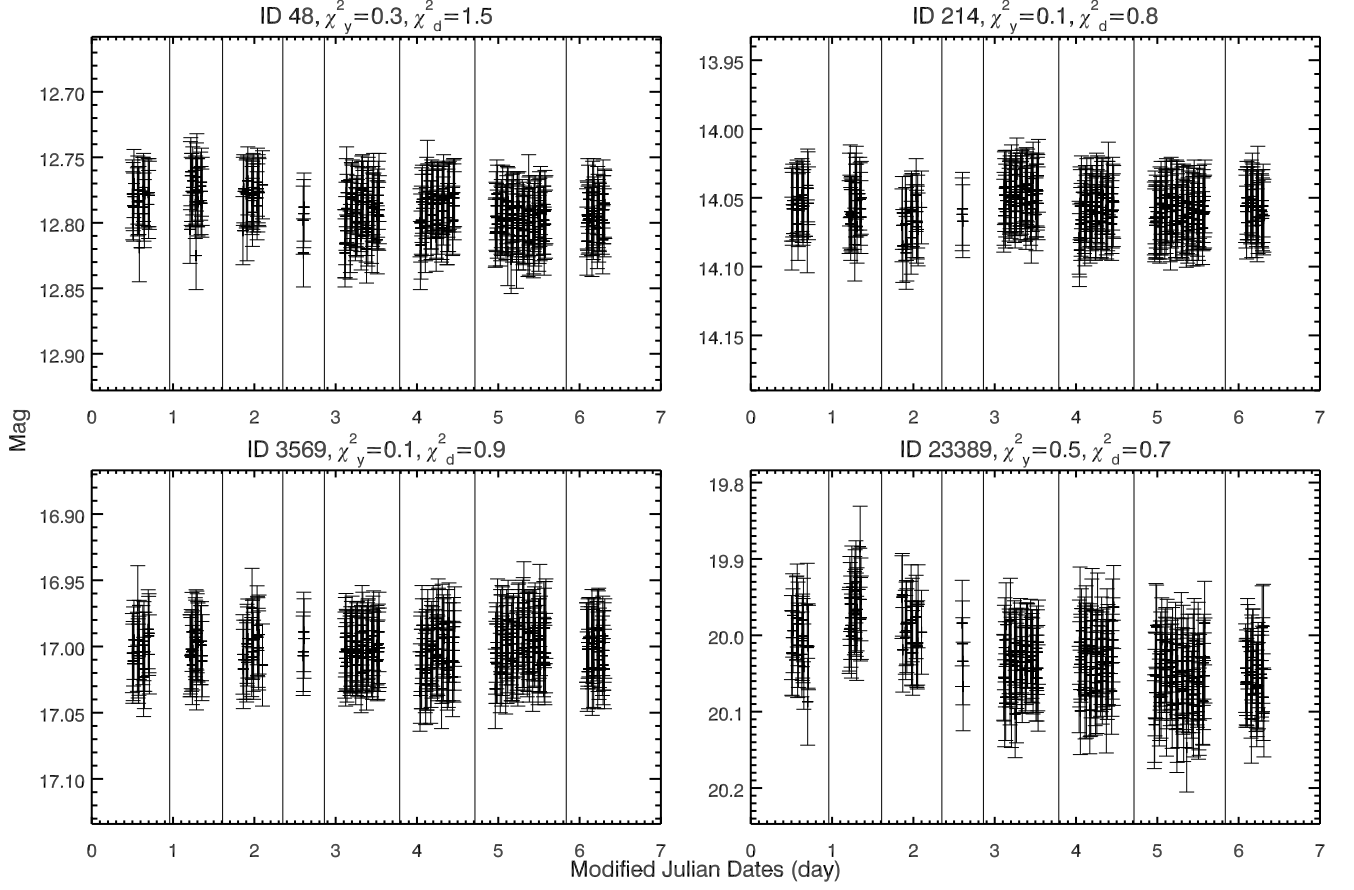 ID 48, χ²y=0.3, χ²d=1.5
ID 214, χ²y=0.1, χ²d=0.8
12.70
12.75
12.80
12.85
12.90
0 1 2 3 4 5 6 7
13.95
14.00
14.05
14.10
14.15
0 1 2 3 4 5 6 7
Mag
ID 3569, χ²y=0.1, χ²d=0.9
ID 23389, χ²y=0.5, χ²d=0.7
16.90
16.95
17.00
17.05
17.10
0 1 2 3 4 5 6 7
19.8
19.9
20.0
20.1
20.2
0 1 2 3 4 5 6 7
Modified Julian Dates (day)